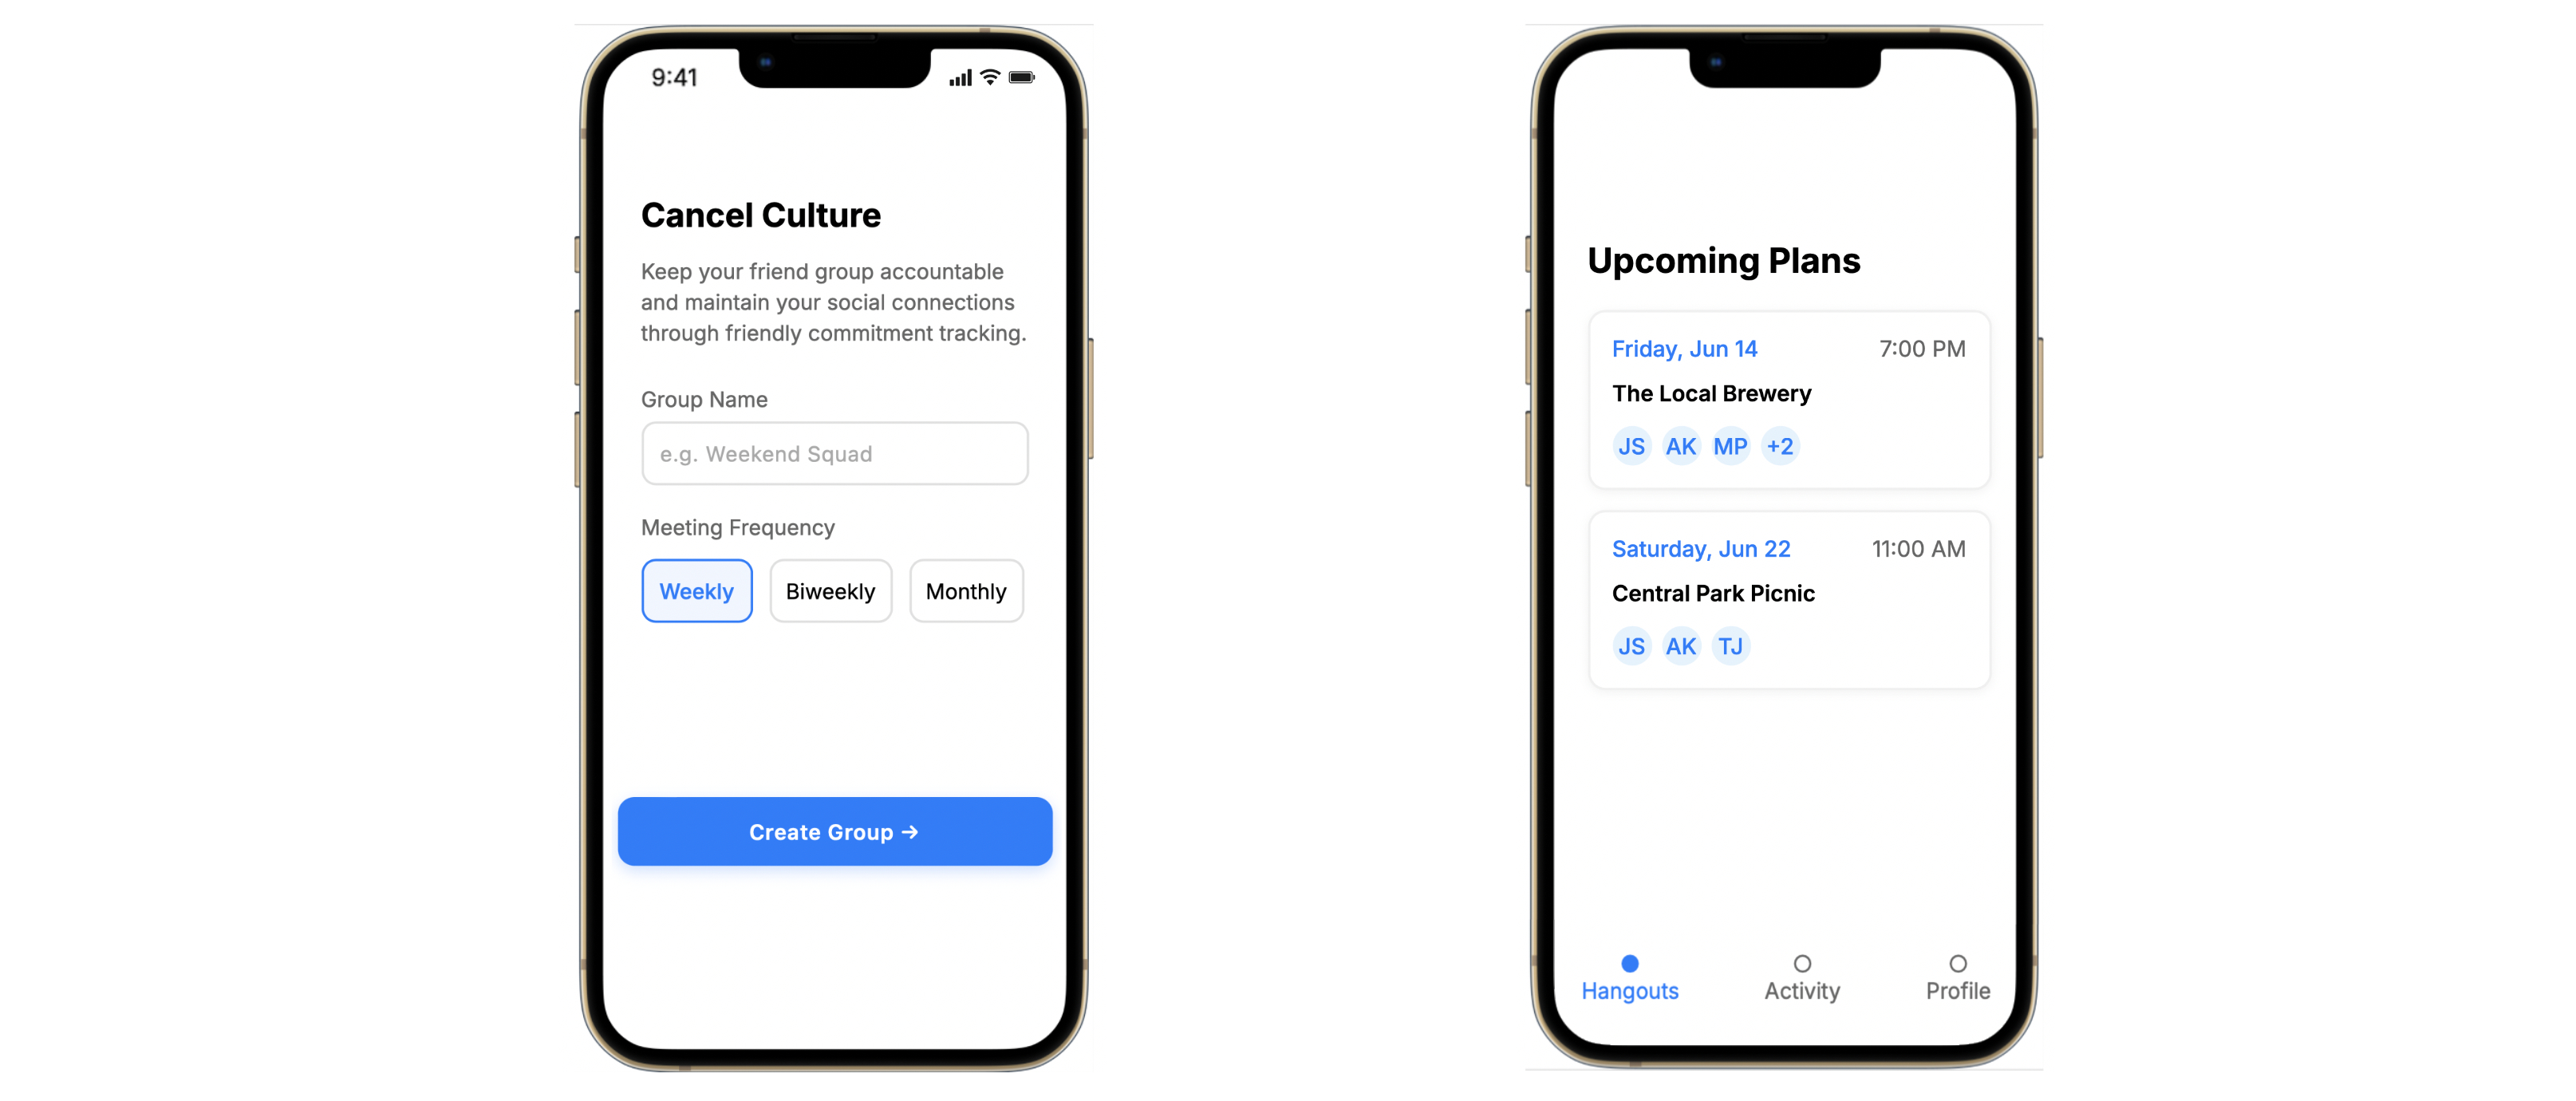 9:41
Cancel Culture
Keep your friend group accountable
and maintain your social connections
through friendly commitment tracking.
Group Name
e.g. Weekend Squad
Meeting Frequency
Weekly Biweekly Monthly
Create Group →
Upcoming Plans
Friday, Jun 14 7:00 PM
The Local Brewery
JS AK MP +2
Saturday, Jun 22 11:00 AM
Central Park Picnic
JS AK TJ
Hangouts Activity Profile